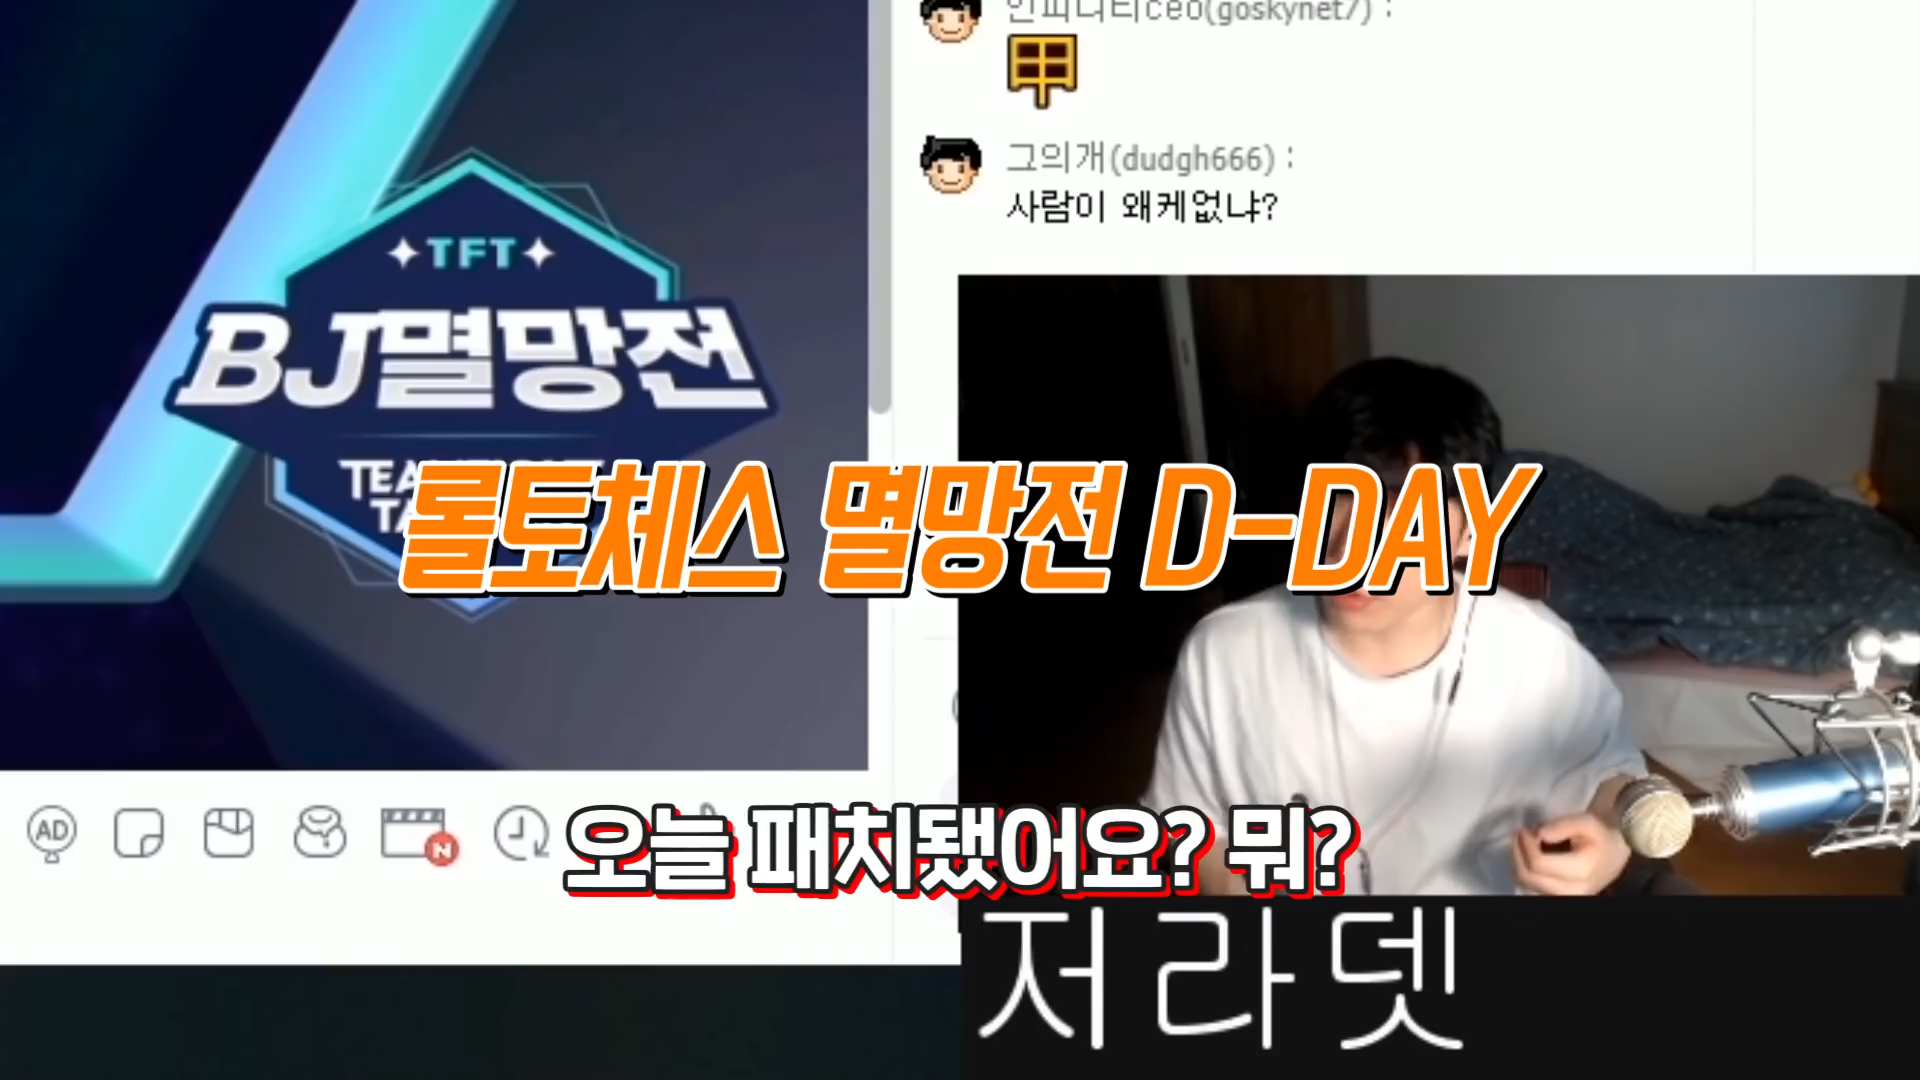 인피니티ceo(goskynet7) :
甲
그의개(dudgh666) :
사람이 왜케없냐?
TFT
BJ멸망전
롤토체스 멸망전 D-DAY
AD
N
오늘 패치됐어요? 뭐?
저라뎃